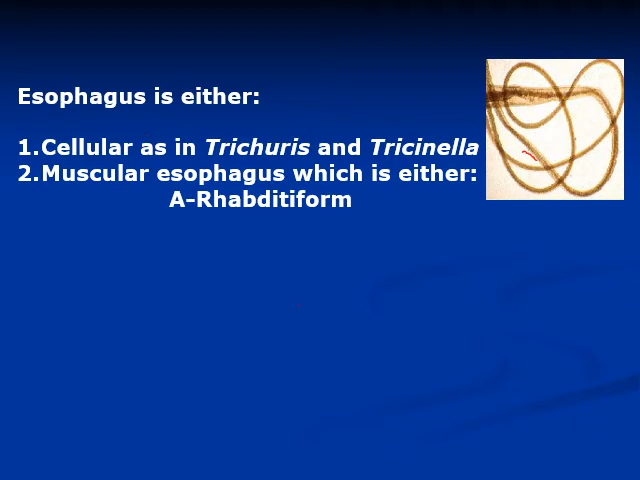 Esophagus is either:
1.Cellular as in Trichuris and Tricinella
2.Muscular esophagus which is either:
A-Rhabditiform